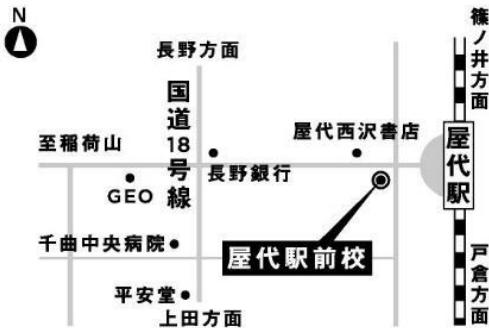 N
長野方面
篠ノ井方面
国道18号線
至稲荷山
屋代西沢書店
屋代駅
長野銀行
GEO
千曲中央病院
屋代駅前校
平安堂
上田方面
戸倉方面